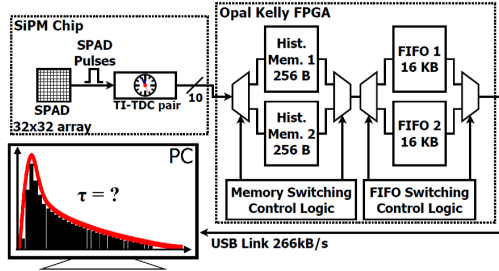 SiPM Chip
SPAD
Pulses
SPAD
32x32 array
TI-TDC pair
10
Opal Kelly FPGA
Hist.
Mem. 1
256 B
Hist.
Mem. 2
256 B
FIFO 1
16 KB
FIFO 2
16 KB
Memory Switching
Control Logic
FIFO Switching
Control Logic
PC
τ = ?
USB Link 266kB/s